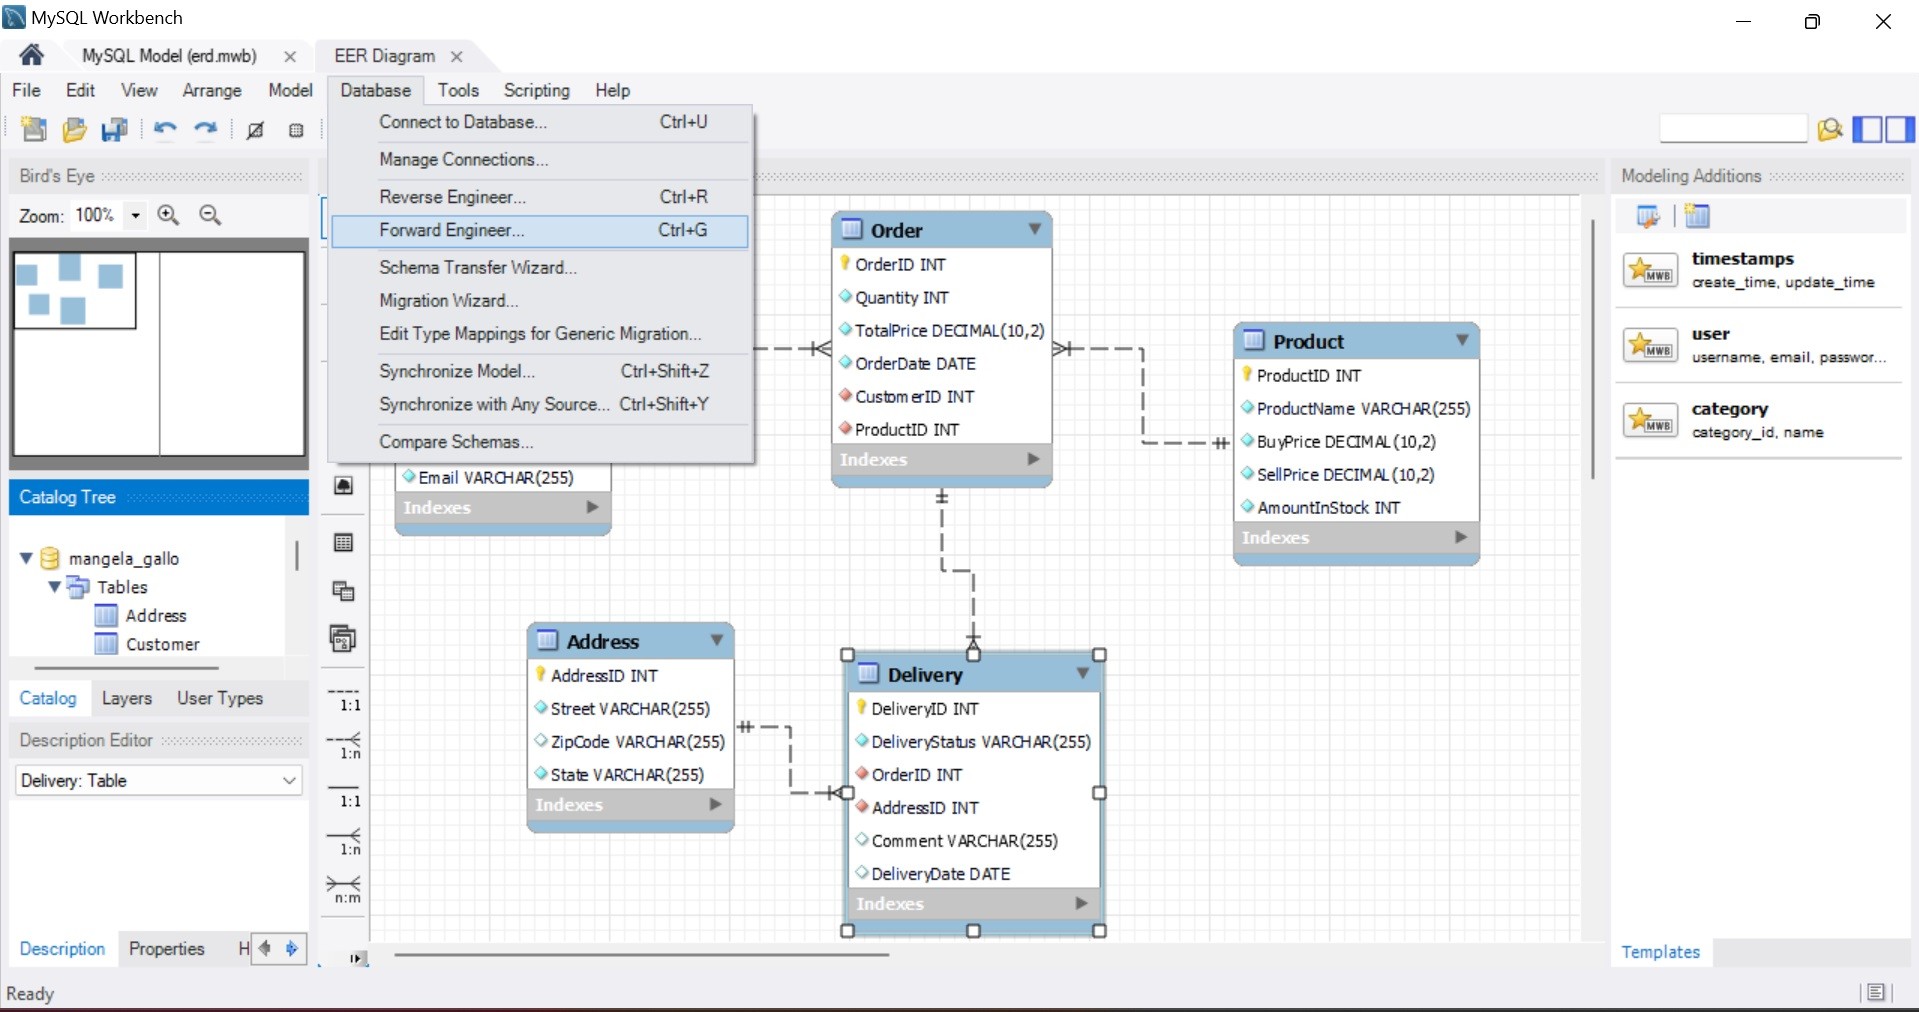 MySQL Workbench
MySQL Model (erd.mwb)
EER Diagram
File Edit View Arrange Model Database Tools Scripting Help
Connect to Database... Ctrl+U
Manage Connections...
Reverse Engineer... Ctrl+R
Forward Engineer... Ctrl+G
Schema Transfer Wizard...
Migration Wizard...
Edit Type Mappings for Generic Migration...
Synchronize Model... Ctrl+Shift+Z
Synchronize with Any Source... Ctrl+Shift+Y
Compare Schemas...
Bird's Eye
Zoom: 100%
Catalog Tree
mangela_gallo
Tables
Address
Customer
Catalog Layers User Types
Description Editor
Delivery: Table
Description Properties H
1:1
1:n
1:1
1:n
n:m
Email VARCHAR(255)
Indexes
Order
OrderID INT
Quantity INT
TotalPrice DECIMAL(10,2)
OrderDate DATE
CustomerID INT
ProductID INT
Indexes
Product
ProductID INT
ProductName VARCHAR(255)
BuyPrice DECIMAL(10,2)
SellPrice DECIMAL(10,2)
AmountInStock INT
Indexes
Address
AddressID INT
Street VARCHAR(255)
ZipCode VARCHAR(255)
State VARCHAR(255)
Indexes
Delivery
DeliveryID INT
DeliveryStatus VARCHAR(255)
OrderID INT
AddressID INT
Comment VARCHAR(255)
DeliveryDate DATE
Indexes
Modeling Additions
MWB
timestamps
create_time, update_time
MWB
user
username, email, passwor...
MWB
category
category_id, name
Templates
Ready